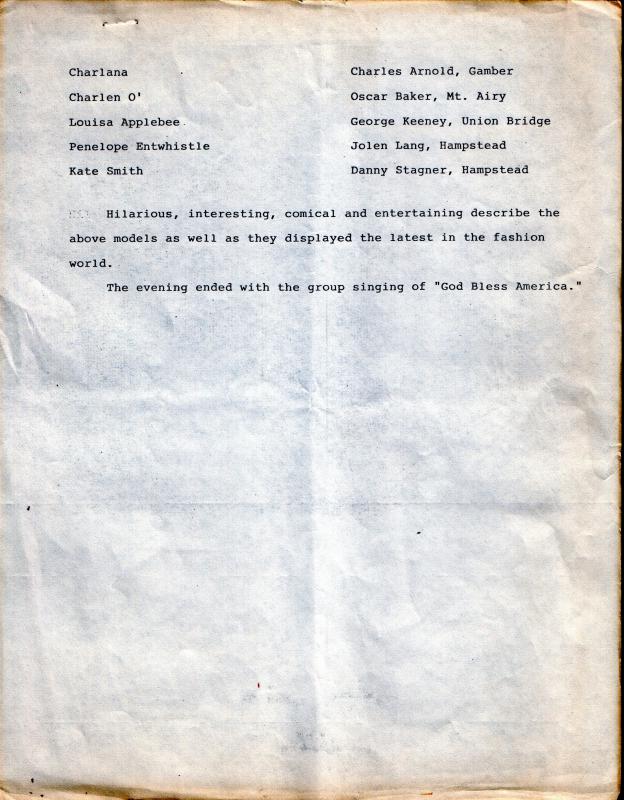 Charlana Charles Arnold, Gamber
Charlen O' Oscar Baker, Mt. Airy
Louisa Applebee George Keeney, Union Bridge
Penelope Entwhistle Jolen Lang, Hampstead
Kate Smith Danny Stagner, Hampstead
Hilarious, interesting, comical and entertaining describe the
above models as well as they displayed the latest in the fashion
world.
The evening ended with the group singing of "God Bless America."